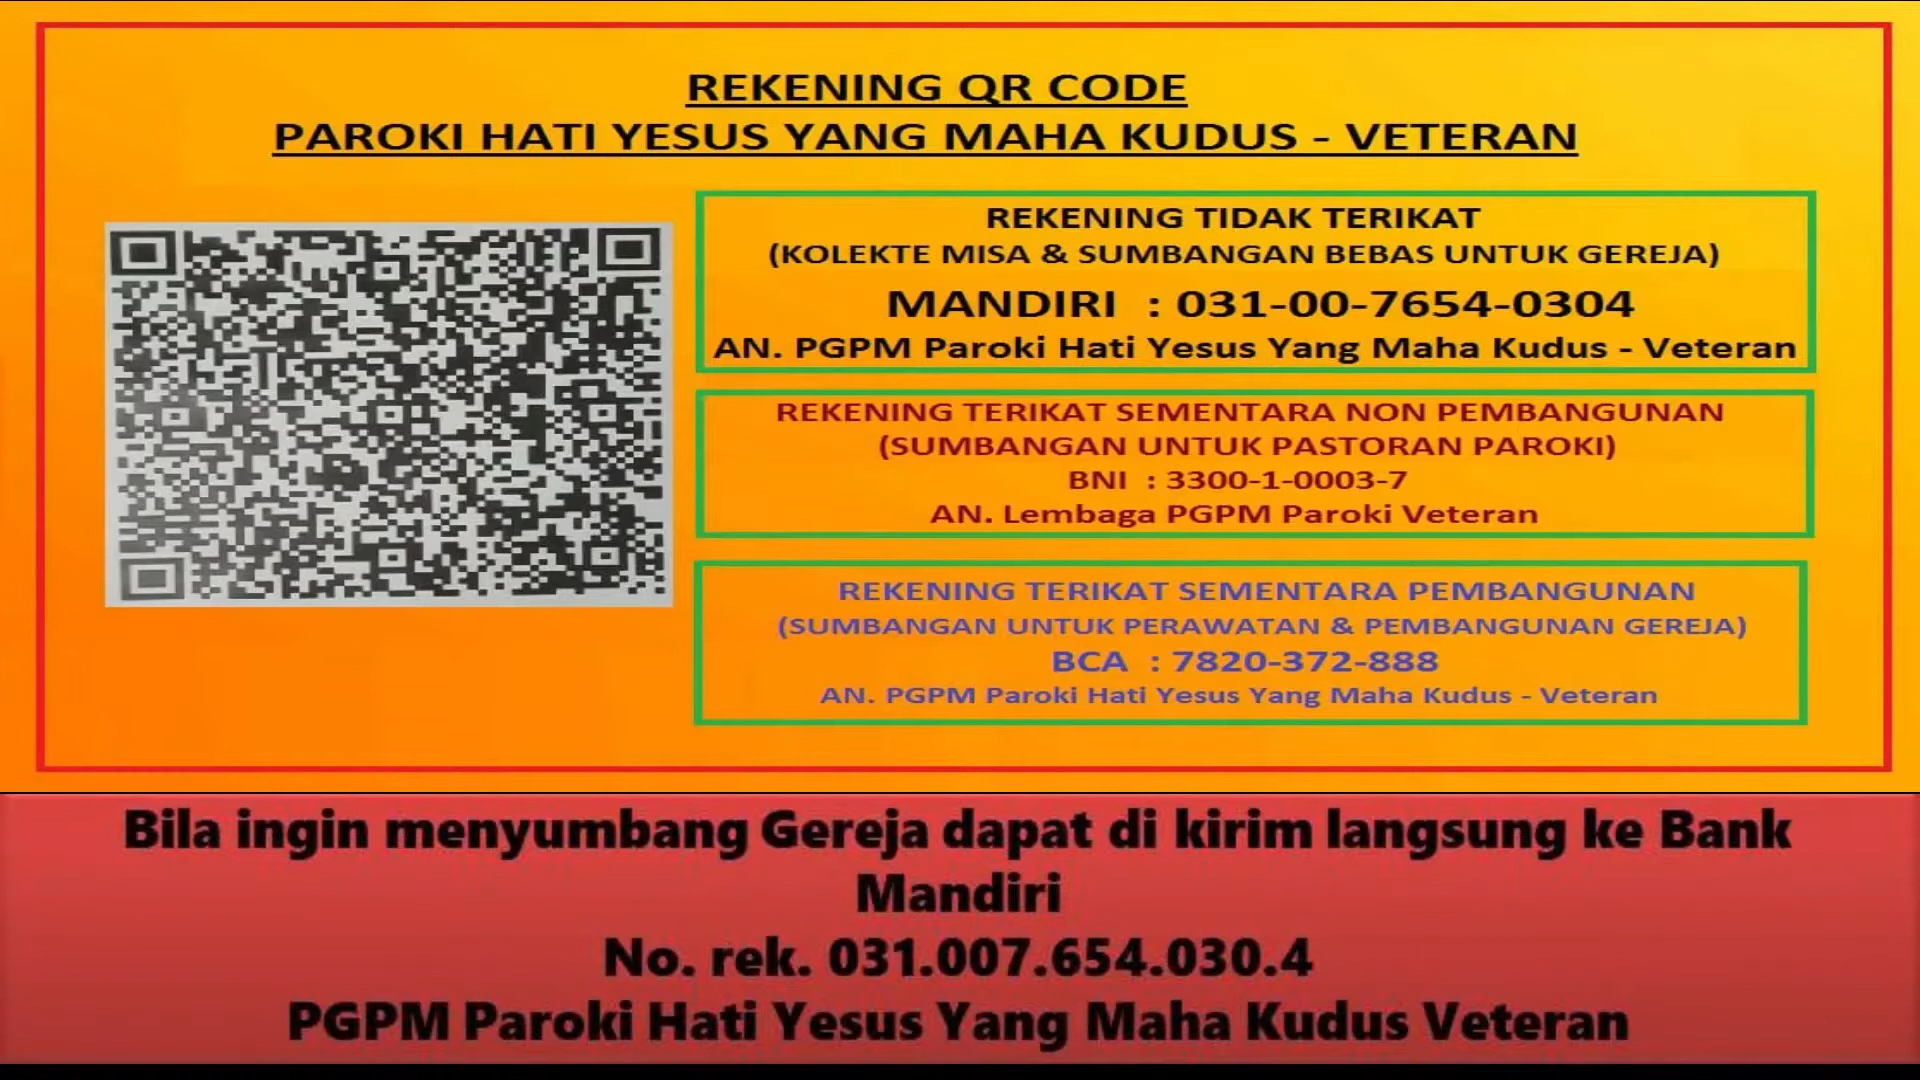 REKENING QR CODE
PAROKI HATI YESUS YANG MAHA KUDUS - VETERAN
REKENING TIDAK TERIKAT
(KOLEKTE MISA & SUMBANGAN BEBAS UNTUK GEREJA)
MANDIRI : 031-00-7654-0304
AN. PGPM Paroki Hati Yesus Yang Maha Kudus - Veteran
REKENING TERIKAT SEMENTARA NON PEMBANGUNAN
(SUMBANGAN UNTUK PASTORAN PAROKI)
BNI : 3300-1-0003-7
AN. Lembaga PGPM Paroki Veteran
REKENING TERIKAT SEMENTARA PEMBANGUNAN
(SUMBANGAN UNTUK PERAWATAN & PEMBANGUNAN GEREJA)
BCA : 7820-372-888
AN. PGPM Paroki Hati Yesus Yang Maha Kudus - Veteran
Bila ingin menyumbang Gereja dapat di kirim langsung ke Bank
Mandiri
No. rek. 031.007.654.030.4
PGPM Paroki Hati Yesus Yang Maha Kudus Veteran